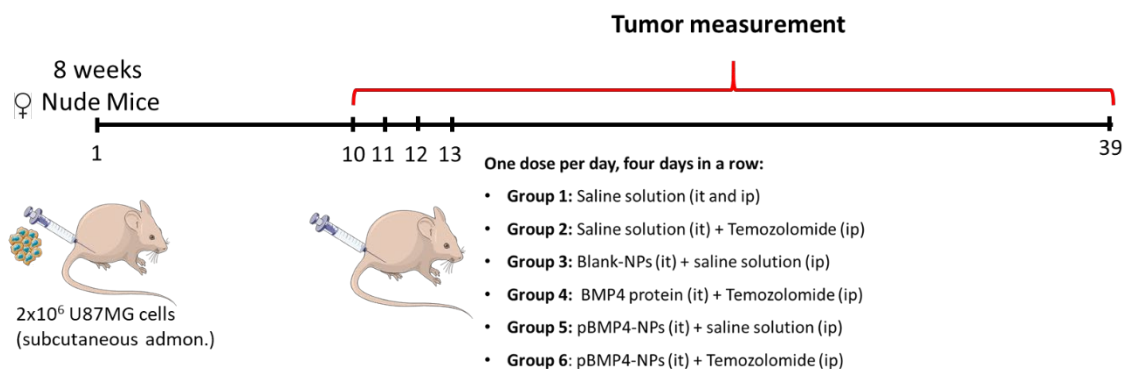 Tumor measurement
8 weeks
♀ Nude Mice
1
10
11
12
13
39
One dose per day, four days in a row:
• Group 1: Saline solution (it and ip)
• Group 2: Saline solution (it) + Temozolomide (ip)
• Group 3: Blank-NPs (it) + saline solution (ip)
• Group 4: BMP4 protein (it) + Temozolomide (ip)
• Group 5: pBMP4-NPs (it) + saline solution (ip)
• Group 6: pBMP4-NPs (it) + Temozolomide (ip)
2x10⁶ U87MG cells
(subcutaneous admon.)